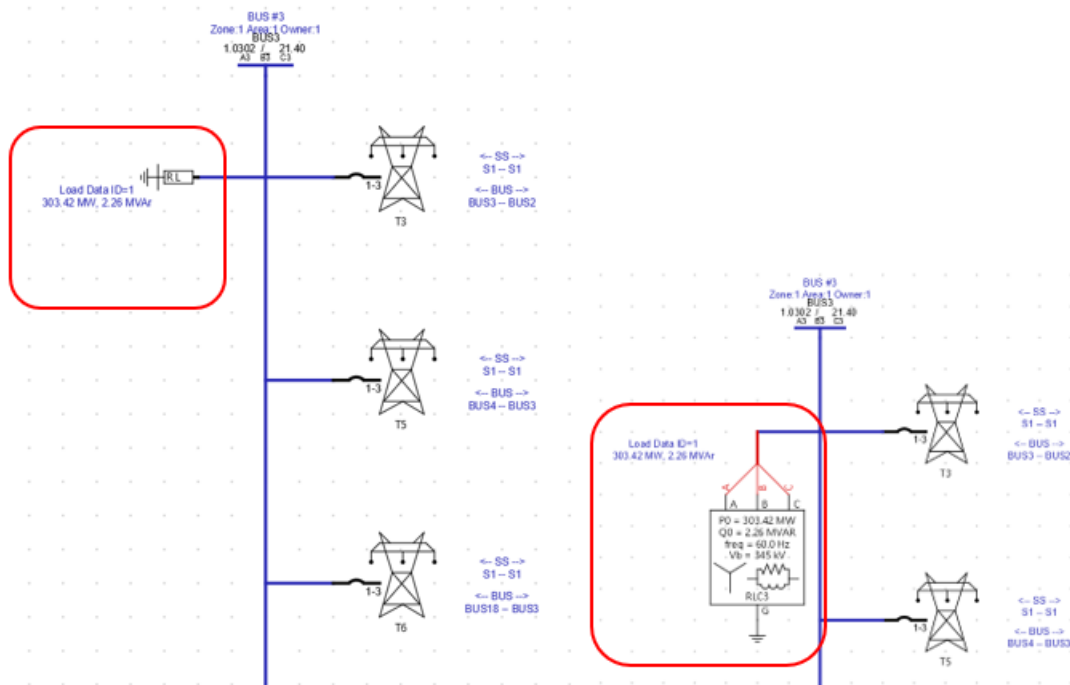 BUS #3
Zone:1 Area:1 Owner:1
BUS3
1.0302 /_ 21.40
A3 B3 C3
RL
Load Data ID=1
303.42 MW, 2.26 MVAr
1-3
T3
<-- SS -->
S1 -- S1
<-- BUS -->
BUS3 -- BUS2
1-3
T5
<-- SS -->
S1 -- S1
<-- BUS -->
BUS4 -- BUS3
1-3
T6
<-- SS -->
S1 -- S1
<-- BUS -->
BUS18 -- BUS3
BUS #3
Zone:1 Area:1 Owner:1
BUS3
1.0302 /_ 21.40
A3 B3 C3
Load Data ID=1
303.42 MW, 2.26 MVAr
A B C
A B C
P0 = 303.42 MW
Q0 = 2.26 MVAR
freq = 60.0 Hz
Vb = 345 kV
RLC3
G
1-3
T3
<-- SS -->
S1 -- S1
<-- BUS -->
BUS3 -- BUS2
1-3
T5
<-- SS -->
S1 -- S1
<-- BUS -->
BUS4 -- BUS3